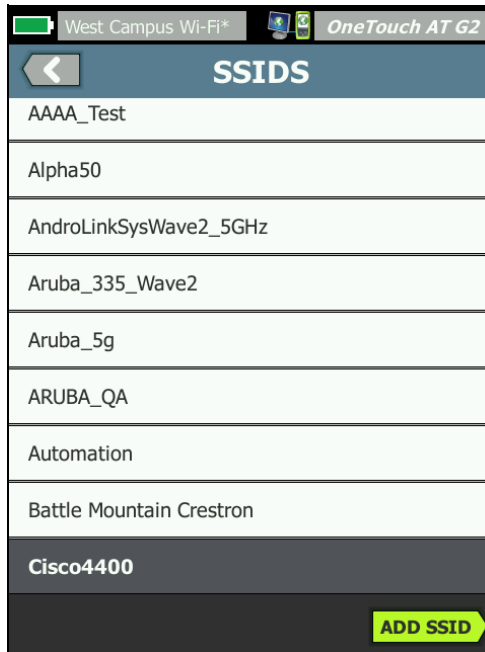 West Campus Wi-Fi* OneTouch AT G2
SSIDS
AAAA_Test
Alpha50
AndroLinkSysWave2_5GHz
Aruba_335_Wave2
Aruba_5g
ARUBA_QA
Automation
Battle Mountain Crestron
Cisco4400
ADD SSID